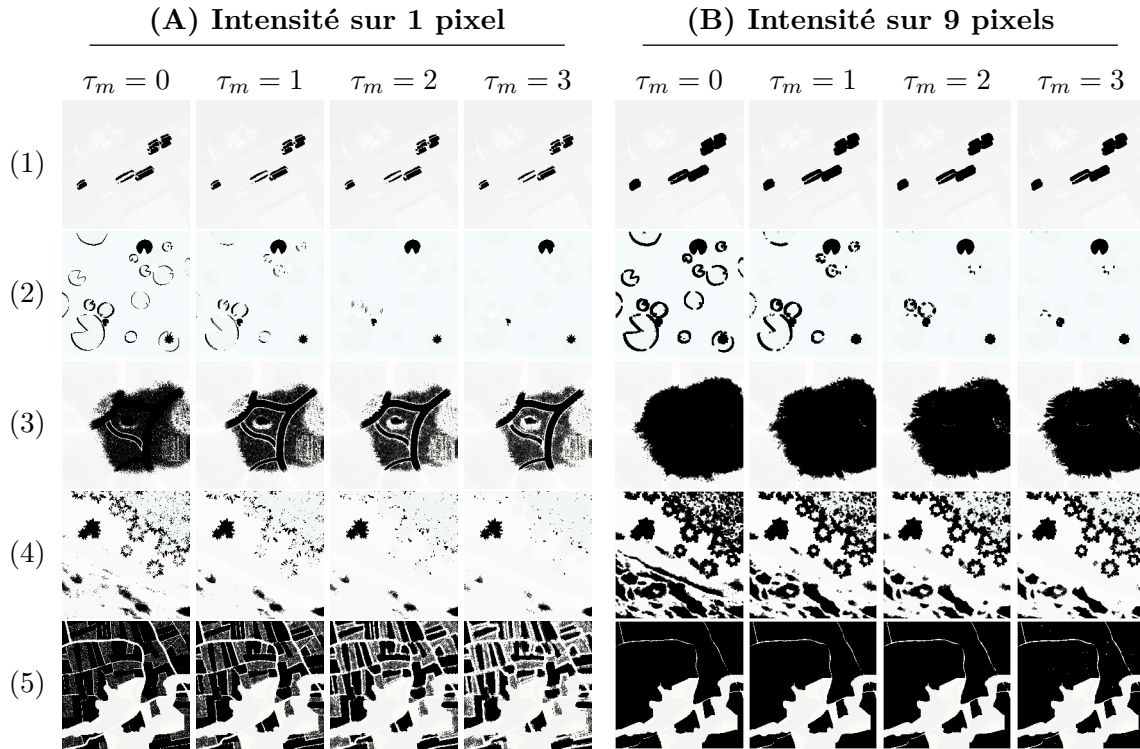 (A) Intensité sur 1 pixel (B) Intensité sur 9 pixels
τm = 0 τm = 1 τm = 2 τm = 3 τm = 0 τm = 1 τm = 2 τm = 3
(1)
(2)
(3)
(4)
(5)